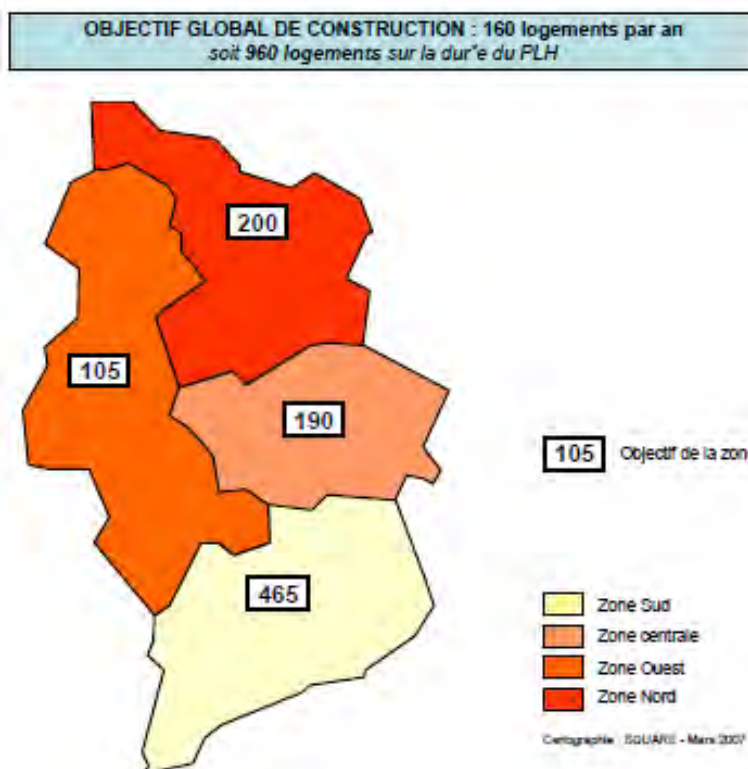 OBJECTIF GLOBAL DE CONSTRUCTION : 160 logements par an
soit 960 logements sur la dur"e du PLH
200
105
190
465
105 Objectif de la zon
Zone Sud
Zone centrale
Zone Ouest
Zone Nord
Cartographie : SQUARE - Mars 2007